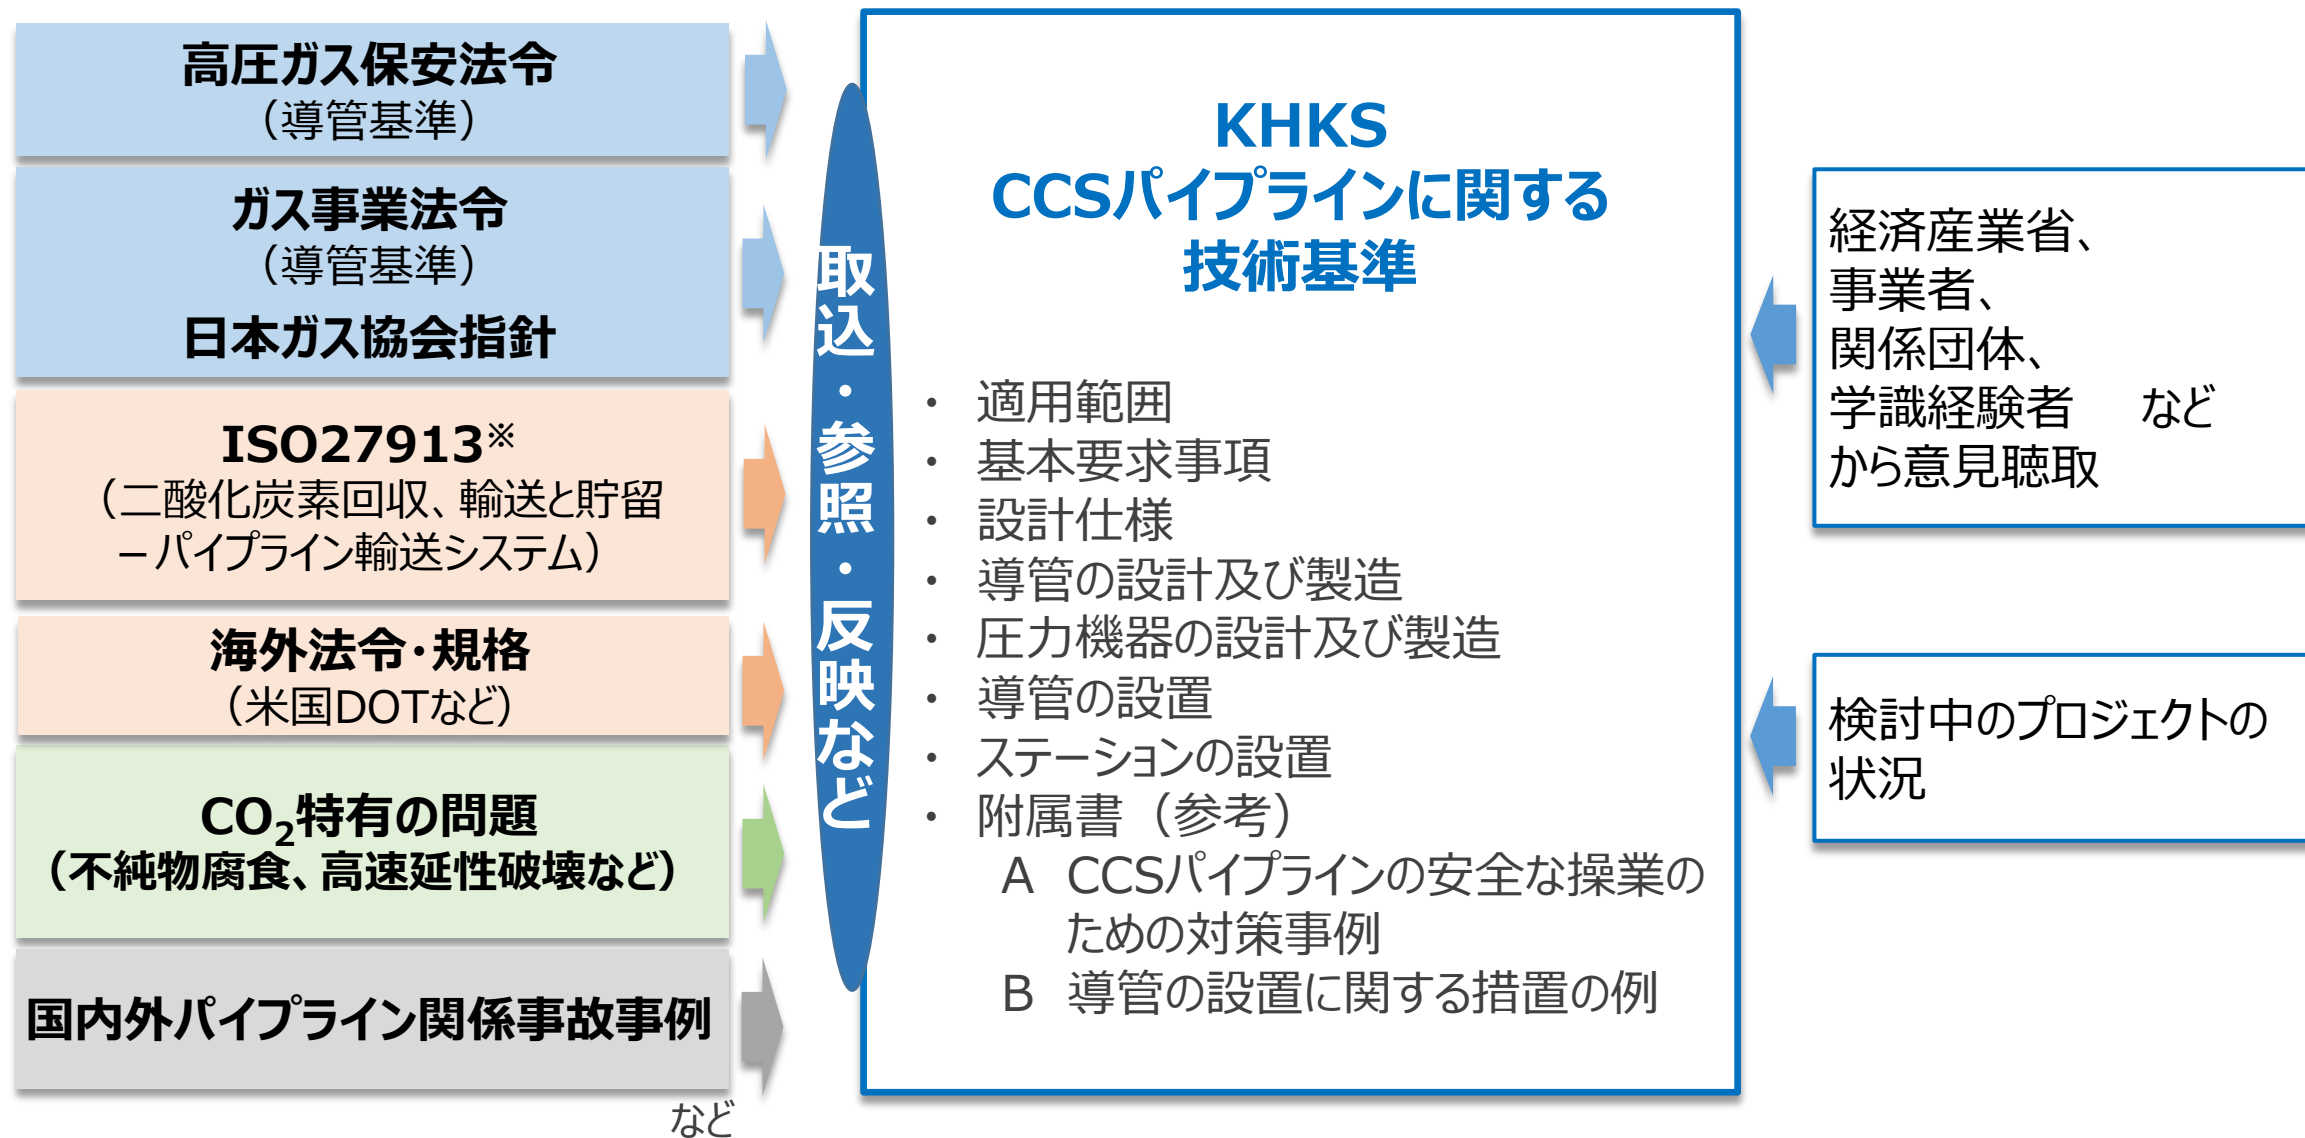 高圧ガス保安法令
（導管基準）
ガス事業法令
（導管基準）
日本ガス協会指針
ISO27913※
（二酸化炭素回収、輸送と貯留
－パイプライン輸送システム）
海外法令・規格
（米国DOTなど）
CO₂特有の問題
（不純物腐食、高速延性破壊など）
国内外パイプライン関係事故事例
など
取込・参照・反映など
KHKS
CCSパイプラインに関する
技術基準
・ 適用範囲
・ 基本要求事項
・ 設計仕様
・ 導管の設計及び製造
・ 圧力機器の設計及び製造
・ 導管の設置
・ ステーションの設置
・ 附属書（参考）
A CCSパイプラインの安全な操業の
ための対策事例
B 導管の設置に関する措置の例
経済産業省、
事業者、
関係団体、
学識経験者 など
から意見聴取
検討中のプロジェクトの
状況